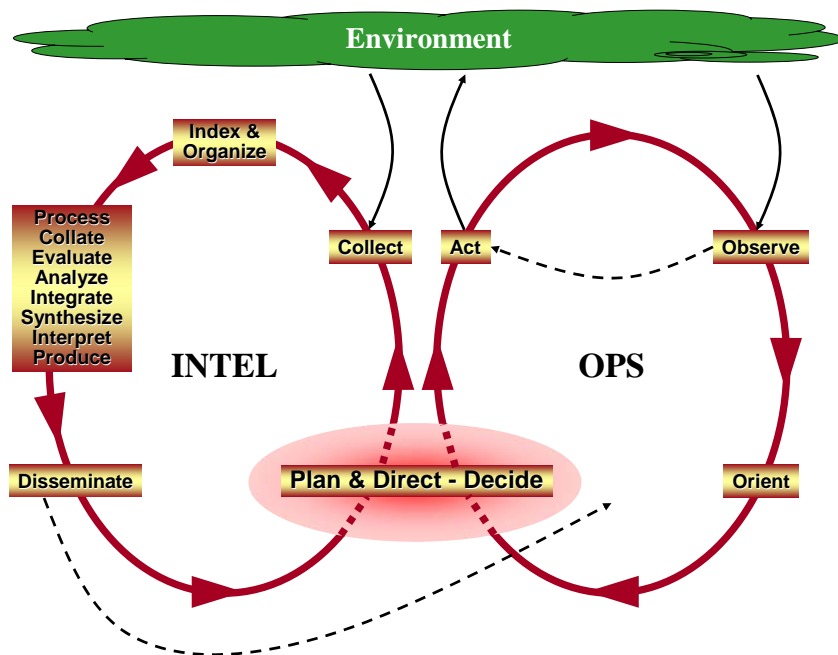 Environment
Index &
Organize
Process
Collate
Evaluate
Analyze
Integrate
Synthesize
Interpret
Produce
Collect
Act
Observe
INTEL
OPS
Disseminate
Plan & Direct - Decide
Orient